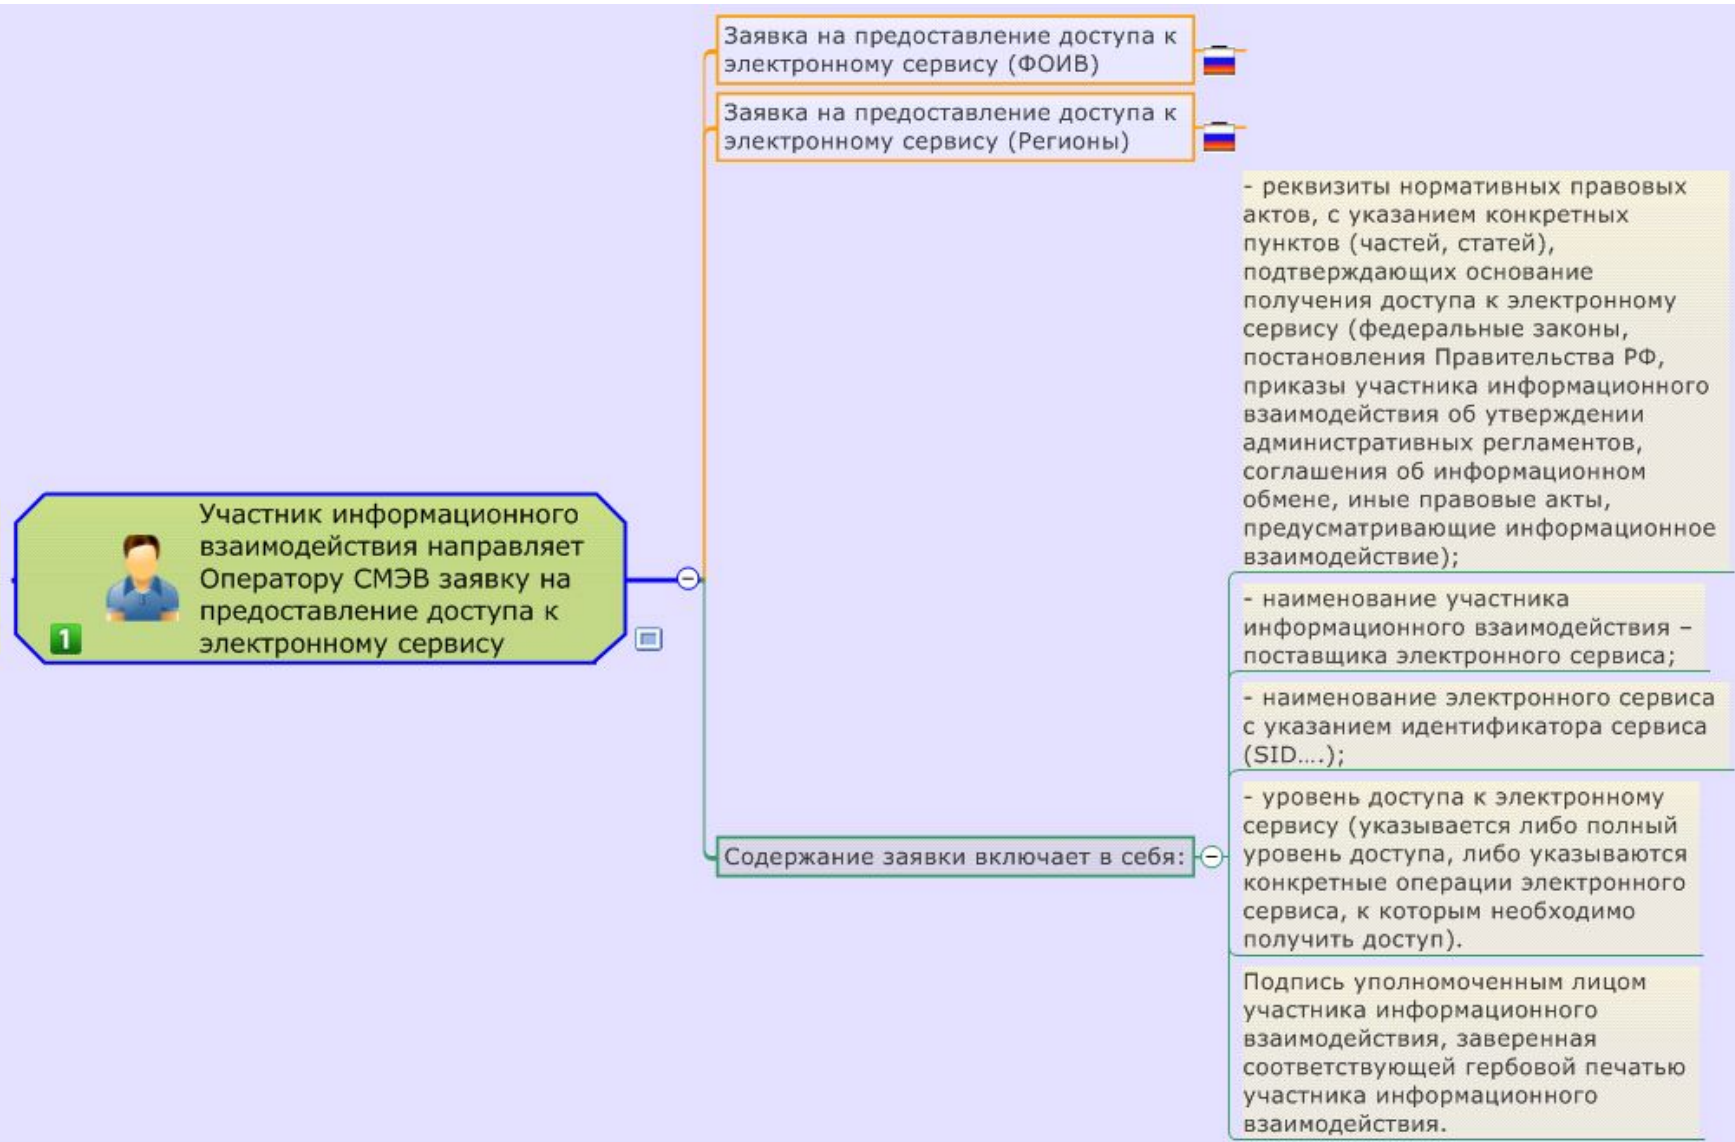 Заявка на предоставление доступа к
электронному сервису (ФОИВ)
Заявка на предоставление доступа к
электронному сервису (Регионы)
- реквизиты нормативных правовых
актов, с указанием конкретных
пунктов (частей, статей),
подтверждающих основание
получения доступа к электронному
сервису (федеральные законы,
постановления Правительства РФ,
приказы участника информационного
взаимодействия об утверждении
административных регламентов,
соглашения об информационном
обмене, иные правовые акты,
предусматривающие информационное
взаимодействие);
Участник информационного
взаимодействия направляет
Оператору СМЭВ заявку на
предоставление доступа к
электронному сервису
1
- наименование участника
информационного взаимодействия –
поставщика электронного сервиса;
- наименование электронного сервиса
с указанием идентификатора сервиса
(SID....);
Содержание заявки включает в себя:
- уровень доступа к электронному
сервису (указывается либо полный
уровень доступа, либо указываются
конкретные операции электронного
сервиса, к которым необходимо
получить доступ).
Подпись уполномоченным лицом
участника информационного
взаимодействия, заверенная
соответствующей гербовой печатью
участника информационного
взаимодействия.